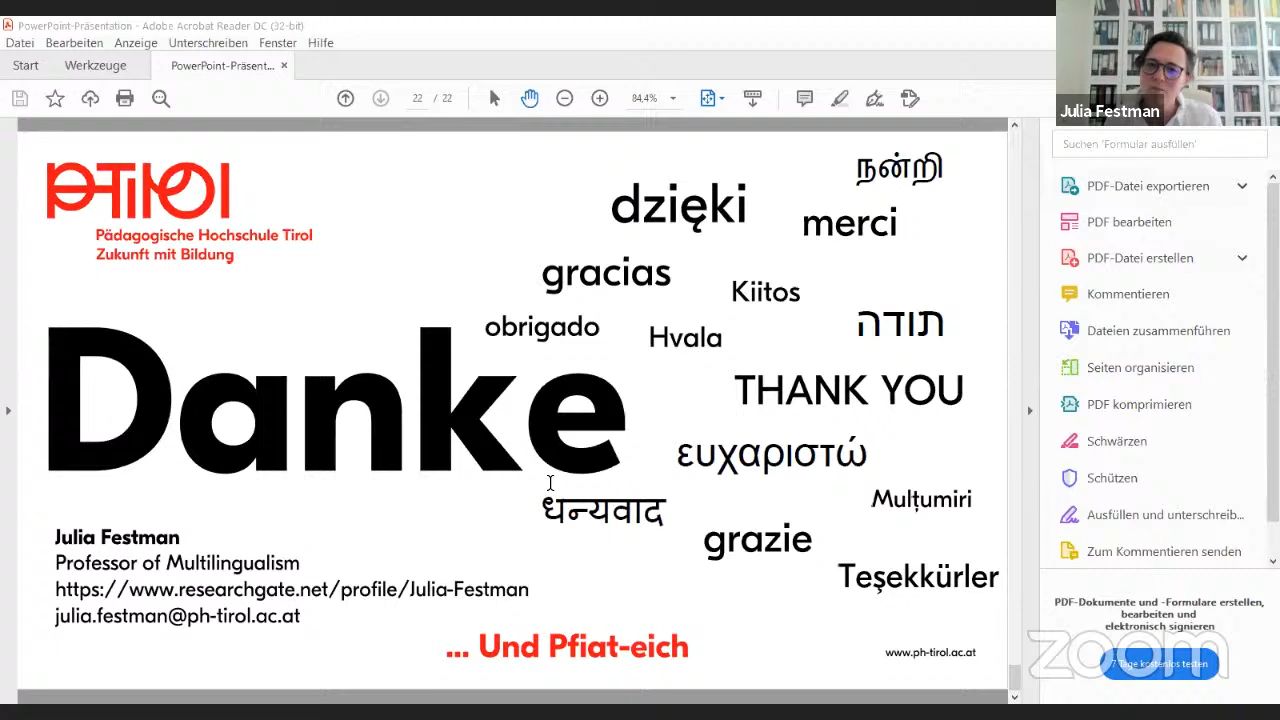 PowerPoint-Präsentation - Adobe Acrobat Reader DC (32-bit)
Datei Bearbeiten Anzeige Unterschreiben Fenster Hilfe
Start Werkzeuge PowerPoint-Präsent... ×
22 / 22 84,4%
Julia Festman
Suchen 'Formular ausfüllen'
PDF-Datei exportieren
PDF bearbeiten
PDF-Datei erstellen
Kommentieren
Dateien zusammenführen
Seiten organisieren
PDF komprimieren
Schwärzen
Schützen
Ausfüllen und unterschreib...
Zum Kommentieren senden
PDF-Dokumente und -Formulare erstellen,
bearbeiten und
elektronisch signieren
7 Tage kostenlos testen
zoom
PHTirol
Pädagogische Hochschule Tirol
Zukunft mit Bildung
நன்றி
dzięki
merci
gracias
Kiitos
obrigado
Hvala
תודה
Danke
THANK YOU
ευχαριστώ
Mulțumiri
धन्यवाद
grazie
Teşekkürler
Julia Festman
Professor of Multilingualism
https://www.researchgate.net/profile/Julia-Festman
julia.festman@ph-tirol.ac.at
... Und Pfiat-eich
www.ph-tirol.ac.at